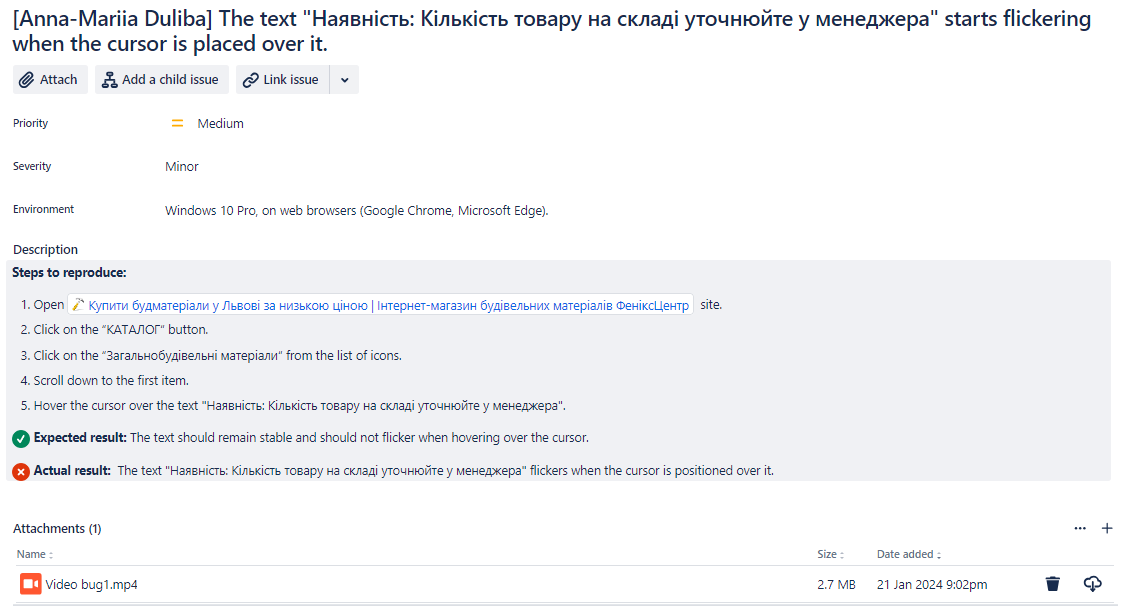 [Anna-Mariia Duliba] The text "Наявність: Кількість товару на складі уточнюйте у менеджера" starts flickering
when the cursor is placed over it.
Attach Add a child issue Link issue
Priority Medium
Severity Minor
Environment Windows 10 Pro, on web browsers (Google Chrome, Microsoft Edge).
Description
Steps to reproduce:
1. Open Купити будматеріали у Львові за низькою ціною | Інтернет-магазин будівельних матеріалів ФеніксЦентр site.
2. Click on the “КАТАЛОГ” button.
3. Click on the “Загальнобудівельні матеріали” from the list of icons.
4. Scroll down to the first item.
5. Hover the cursor over the text "Наявність: Кількість товару на складі уточнюйте у менеджера".
Expected result: The text should remain stable and should not flicker when hovering over the cursor.
Actual result: The text "Наявність: Кількість товару на складі уточнюйте у менеджера" flickers when the cursor is positioned over it.
Attachments (1)
Name Size Date added
Video bug1.mp4 2.7 MB 21 Jan 2024 9:02pm